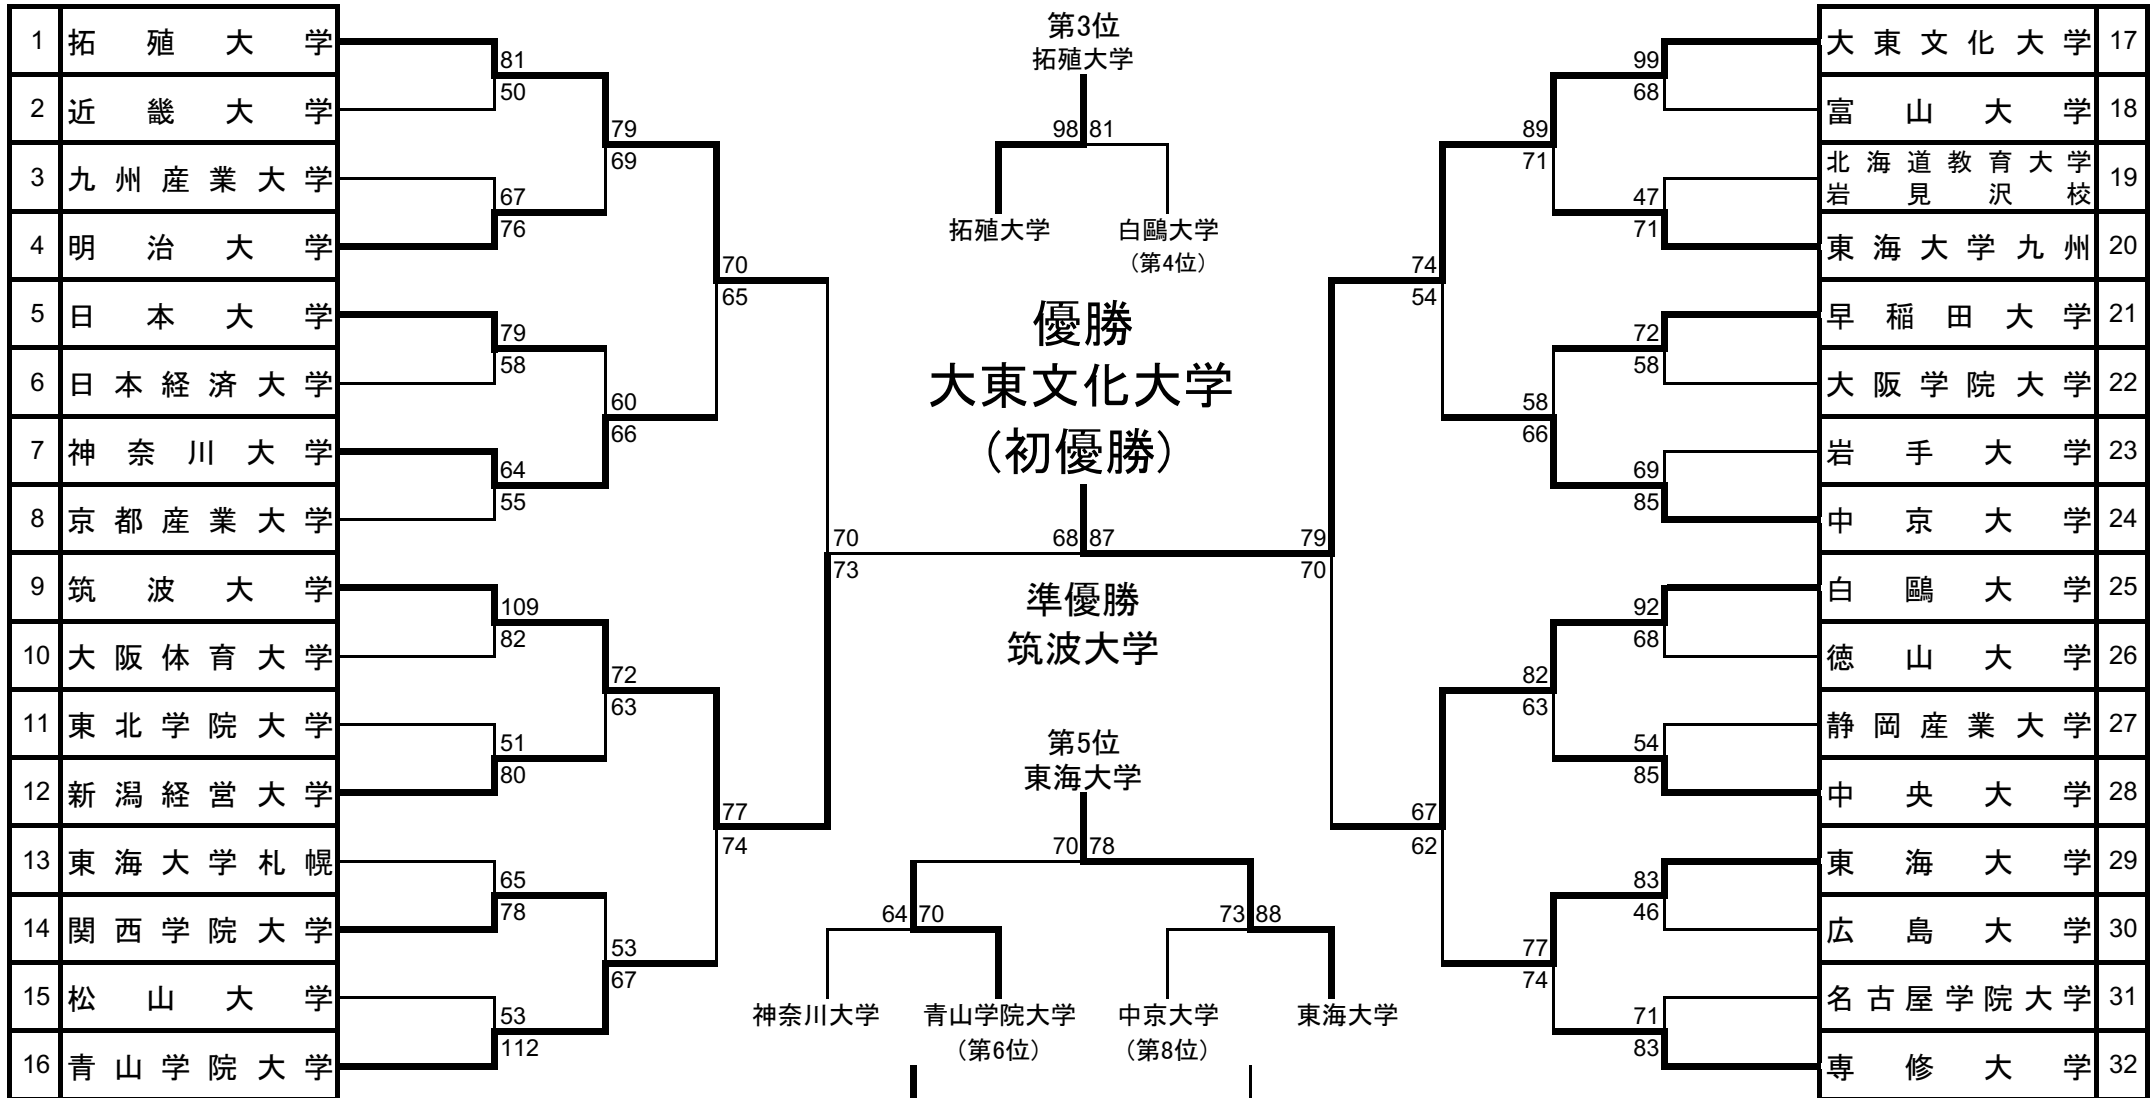 1 拓殖大学
81
50
2 近畿大学
79
69
3 九州産業大学
67
76
4 明治大学
70
65
5 日本大学
79
58
6 日本経済大学
60
66
7 神奈川大学
64
55
8 京都産業大学
70
73
9 筑波大学
109
82
10 大阪体育大学
72
63
11 東北学院大学
51
80
12 新潟経営大学
77
74
13 東海大学札幌
65
78
14 関西学院大学
53
67
15 松山大学
53
112
16 青山学院大学
第3位
拓殖大学
98 81
拓殖大学 白鷗大学
(第4位)
優勝
大東文化大学
(初優勝)
68 87
準優勝
筑波大学
第5位
東海大学
70 78
64 70 73 88
神奈川大学 青山学院大学 中京大学 東海大学
(第6位) (第8位)
大東文化大学 17
99
68
富山大学 18
89
71
北海道教育大学
岩見沢校 19
47
71
東海大学九州 20
74
54
早稲田大学 21
72
58
大阪学院大学 22
58
66
岩手大学 23
69
85
中京大学 24
79
70
白鷗大学 25
92
68
徳山大学 26
82
63
静岡産業大学 27
54
85
中央大学 28
67
62
東海大学 29
83
46
広島大学 30
77
74
名古屋学院大学 31
71
83
専修大学 32